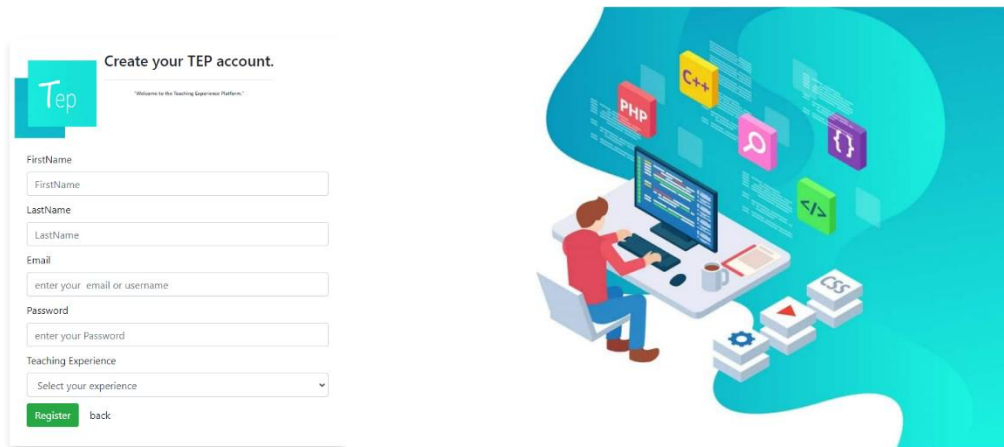 Create your TEP account.
Tep
"Welcome to the Teaching Experience Platform."
FirstName
FirstName
LastName
LastName
Email
enter your  email or username
Password
enter your Password
Teaching Experience
Select your experience
Register back
C++
PHP
{}
</>
CSS